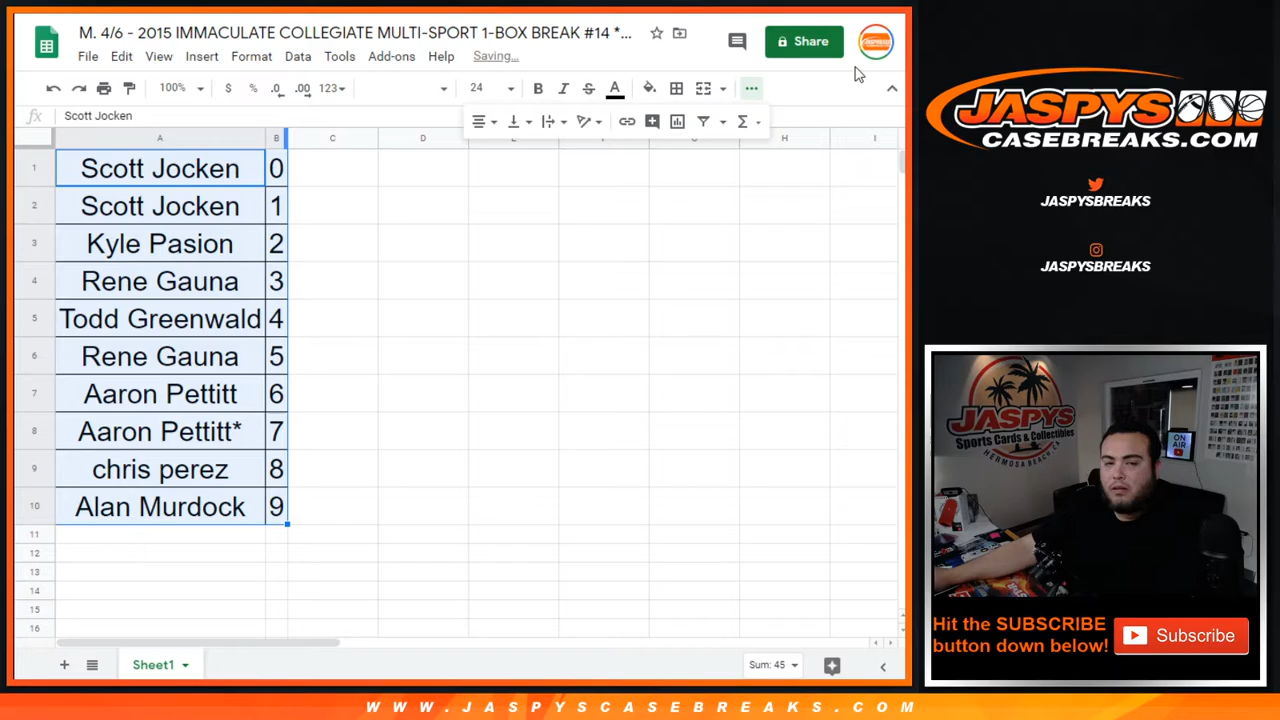 M. 4/6 - 2015 IMMACULATE COLLEGIATE MULTI-SPORT 1-BOX BREAK #14 *...
Share
File Edit View Insert Format Data Tools Add-ons Help Saving...
100% $ % .0 .00 123 24 B I S A
fx Scott Jocken
A B C D E F G H I
1 Scott Jocken 0
2 Scott Jocken 1
3 Kyle Pasion 2
4 Rene Gauna 3
5 Todd Greenwald 4
6 Rene Gauna 5
7 Aaron Pettitt 6
8 Aaron Pettitt* 7
9 chris perez 8
10 Alan Murdock 9
11
12
13
14
15
16
+ Sheet1 Sum: 45
JASPYS
CASEBREAKS.COM
JASPYSBREAKS
JASPYSBREAKS
JASPYS
Sports Cards & Collectibles
HERMOSA BEACH, CA
ON
AIR
Hit the SUBSCRIBE
button down below!
Subscribe
WWW.JASPYSCASEBREAKS.COM